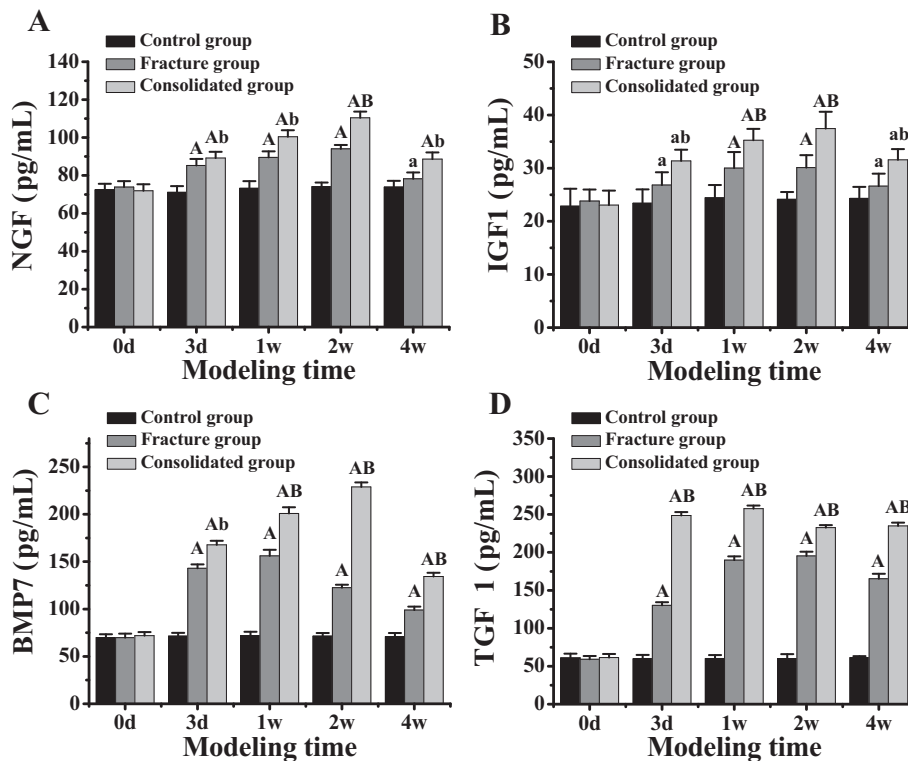 A
Control group
Fracture group
Consolidated group
NGF (pg/mL)
140
120
100
80
60
40
20
0
A
Ab
A
Ab
A
AB
a
Ab
0d
3d
1w
2w
4w
Modeling time
B
Control group
Fracture group
Consolidated group
IGF1 (pg/mL)
50
40
30
20
10
0
a
ab
A
AB
A
AB
a
ab
0d
3d
1w
2w
4w
Modeling time
C
Control group
Fracture group
Consolidated group
BMP7 (pg/mL)
250
225
200
175
150
125
100
75
50
25
0
A
Ab
A
AB
A
AB
A
AB
0d
3d
1w
2w
4w
Modeling time
D
Control group
Fracture group
Consolidated group
TGF 1 (pg/mL)
350
300
250
200
150
100
50
0
A
AB
A
AB
A
AB
A
AB
0d
3d
1w
2w
4w
Modeling time